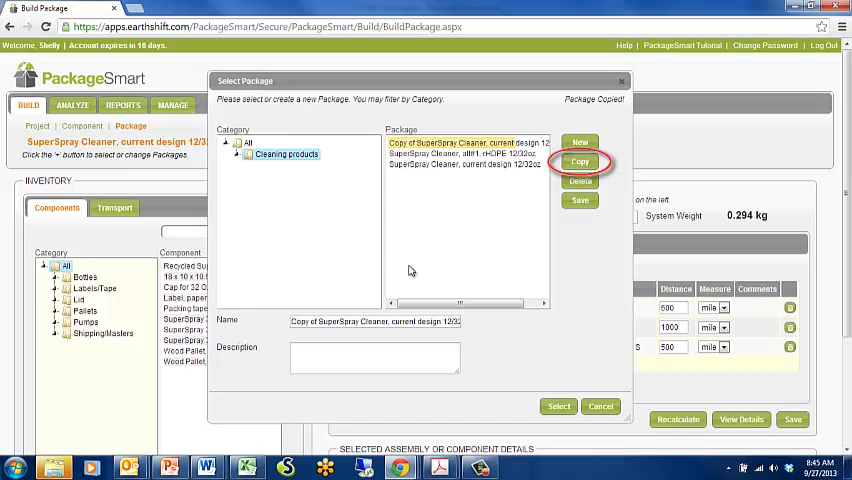 Build Package
https://apps.earthshift.com/PackageSmart/Secure/PackageSmart/Build/BuildPackage.aspx
Welcome, Shelly
Account expires in 16 days.
Help | PackageSmart Tutorial | Change Password | Log Out
PackageSmart
BUILD
ANALYZE
REPORTS
MANAGE
Project / Component / Package
SuperSpray Cleaner, current design 12/32
Click the '+' button to the left
on the left.
System Weight 0.294 kg
INVENTORY
Components
Transport
Category
Component
All
Bottles
Labels/Tape
Lid
Pallets
Pumps
Shipping/Masters
Recycled Sup
18 x 10 x 10.5
Cap for 32 O
Label, paper
Packing tape
SuperSpray 3
SuperSpray 3
SuperSpray 3
Wood Pallet,
Wood Pallet,
Select Package
Please select or create a new Package. You may filter by Category.
Package Copied!
Category
Package
All
Cleaning products
Copy of SuperSpray Cleaner, current design 12
SuperSpray Cleaner, alt#1, rHDPE 12/32oz
SuperSpray Cleaner, current design 12/32oz
New
Copy
Delete
Save
Name
Copy of SuperSpray Cleaner, current design 12/32
Description
Select
Cancel
Distance
Measure
Comments
500
mile
1000
mile
S
500
mile
Recalculate
View Details
Save
SELECTED ASSEMBLY OR COMPONENT DETAILS
8:45 AM
9/27/2013